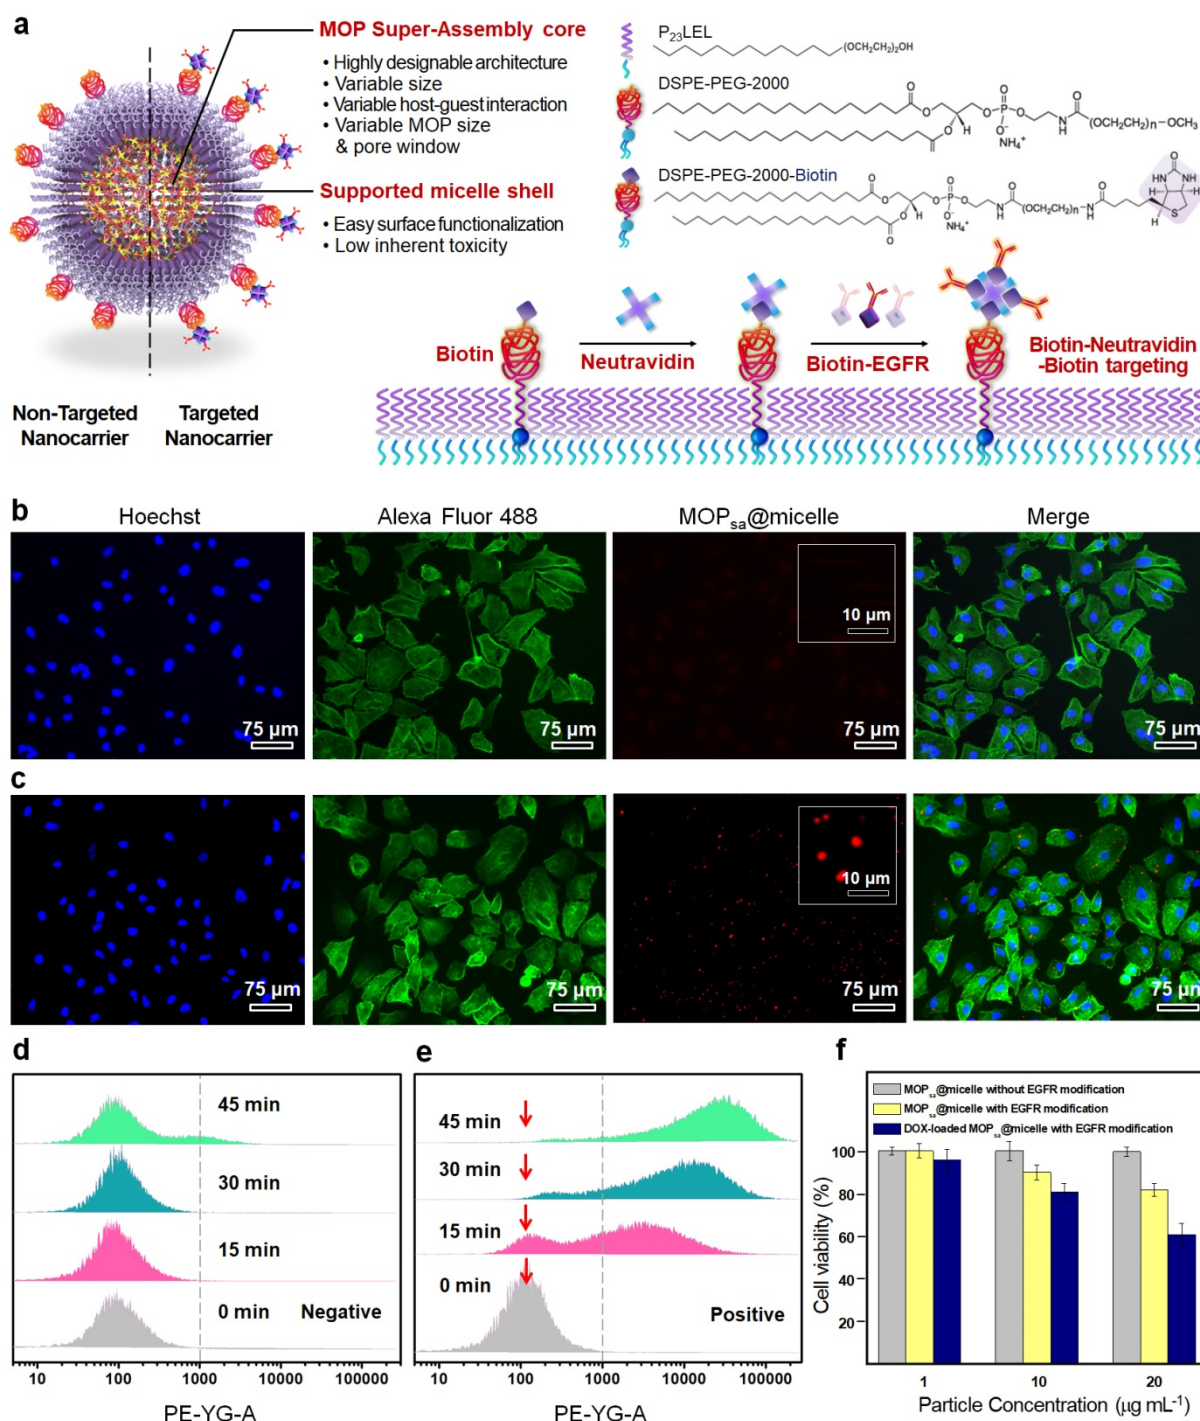 a
MOP Super-Assembly core
• Highly designable architecture
• Variable size
• Variable host-guest interaction
• Variable MOP size
& pore window
Supported micelle shell
• Easy surface functionalization
• Low inherent toxicity
Non-Targeted
Nanocarrier
Targeted
Nanocarrier
P23LEL
(OCH2CH2)2OH
DSPE-PEG-2000
DSPE-PEG-2000-Biotin
Biotin
Neutravidin
Biotin-EGFR
Biotin-Neutravidin
-Biotin targeting
b
Hoechst
Alexa Fluor 488
MOPsa@micelle
Merge
10 µm
75 µm
75 µm
75 µm
75 µm
c
10 µm
75 µm
75 µm
75 µm
75 µm
d
45 min
30 min
15 min
0 min
Negative
10 100 1000 10000 100000
PE-YG-A
e
45 min
30 min
15 min
0 min
Positive
10 100 1000 10000 100000
PE-YG-A
f
MOPsa@micelle without EGFR modification
MOPsa@micelle with EGFR modification
DOX-loaded MOPsa@micelle with EGFR modification
Cell viability (%)
100
80
60
40
20
1 10 20
Particle Concentration (µg mL-1)